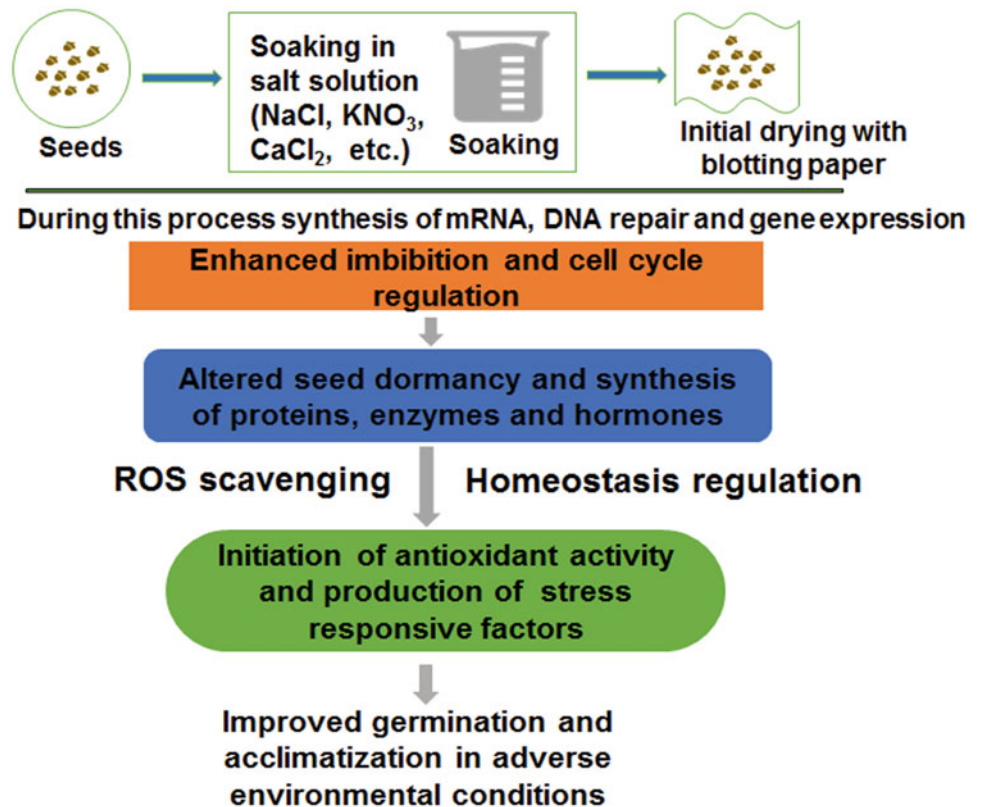 Seeds
Soaking in
salt solution
(NaCl, KNO₃,
CaCl₂, etc.)
Soaking
Initial drying with
blotting paper
During this process synthesis of mRNA, DNA repair and gene expression
Enhanced imbibition and cell cycle
regulation
Altered seed dormancy and synthesis
of proteins, enzymes and hormones
ROS scavenging
Homeostasis regulation
Initiation of antioxidant activity
and production of stress
responsive factors
Improved germination and
acclimatization in adverse
environmental conditions